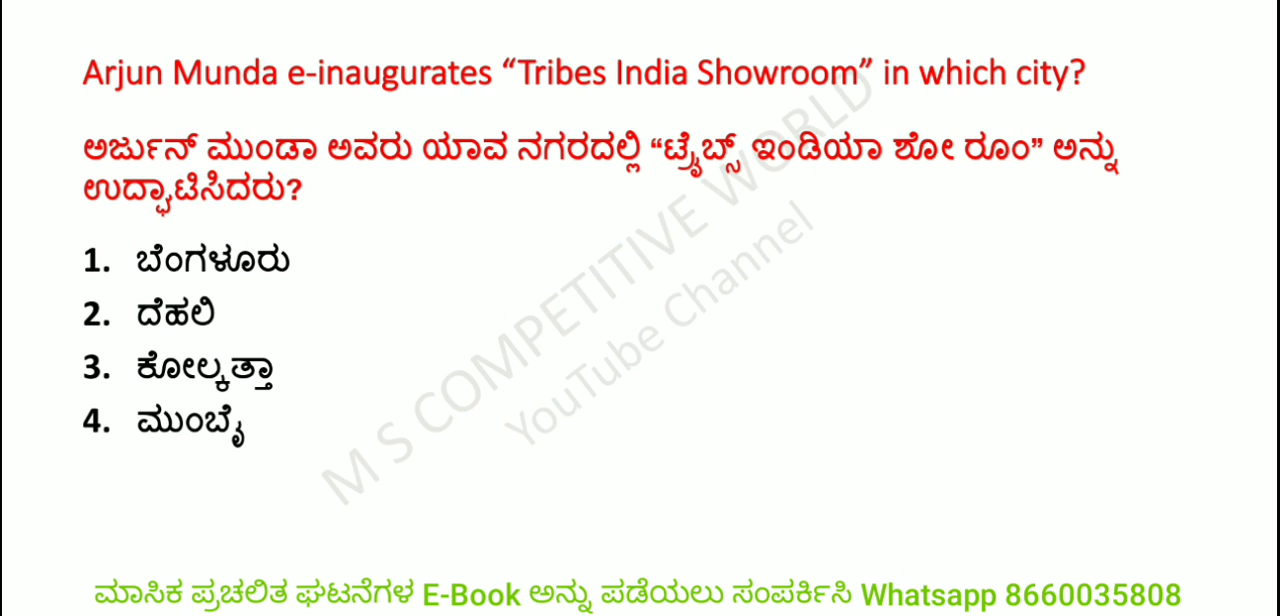 Arjun Munda e-inaugurates “Tribes India Showroom” in which city?
ಅರ್ಜುನ್ ಮುಂಡಾ ಅವರು ಯಾವ ನಗರದಲ್ಲಿ “ಟ್ರೈಬ್ಸ್ ಇಂಡಿಯಾ ಶೋ ರೂಂ” ಅನ್ನು
ಉದ್ಘಾಟಿಸಿದರು?
1. ಬೆಂಗಳೂರು
2. ದೆಹಲಿ
3. ಕೋಲ್ಕತ್ತಾ
4. ಮುಂಬೈ
M S COMPETITIVE WORLD
YouTube Channel
ಮಾಸಿಕ ಪ್ರಚಲಿತ ಘಟನೆಗಳ E-Book ಅನ್ನು ಪಡೆಯಲು ಸಂಪರ್ಕಿಸಿ Whatsapp 8660035808